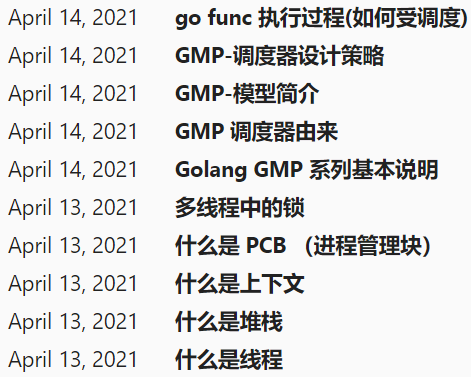 April 14, 2021 go func 执行过程(如何受调度)
April 14, 2021 GMP-调度器设计策略
April 14, 2021 GMP-模型简介
April 14, 2021 GMP 调度器由来
April 14, 2021 Golang GMP 系列基本说明
April 13, 2021 多线程中的锁
April 13, 2021 什么是 PCB （进程管理块）
April 13, 2021 什么是上下文
April 13, 2021 什么是堆栈
April 13, 2021 什么是线程